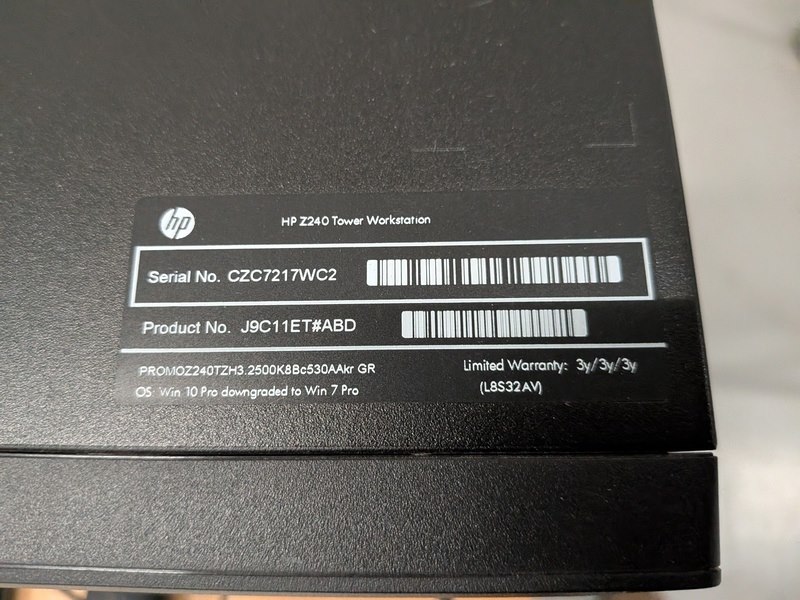 hp
HP Z240 Tower Workstation
Serial No. CZC7217WC2
Product No. J9C11ET#ABD
PROMOZ240TZH3.2500K8Bc530AAkr GR
OS: Win 10 Pro downgraded to Win 7 Pro
Limited Warranty: 3y/3y/3y
(L8S32AV)